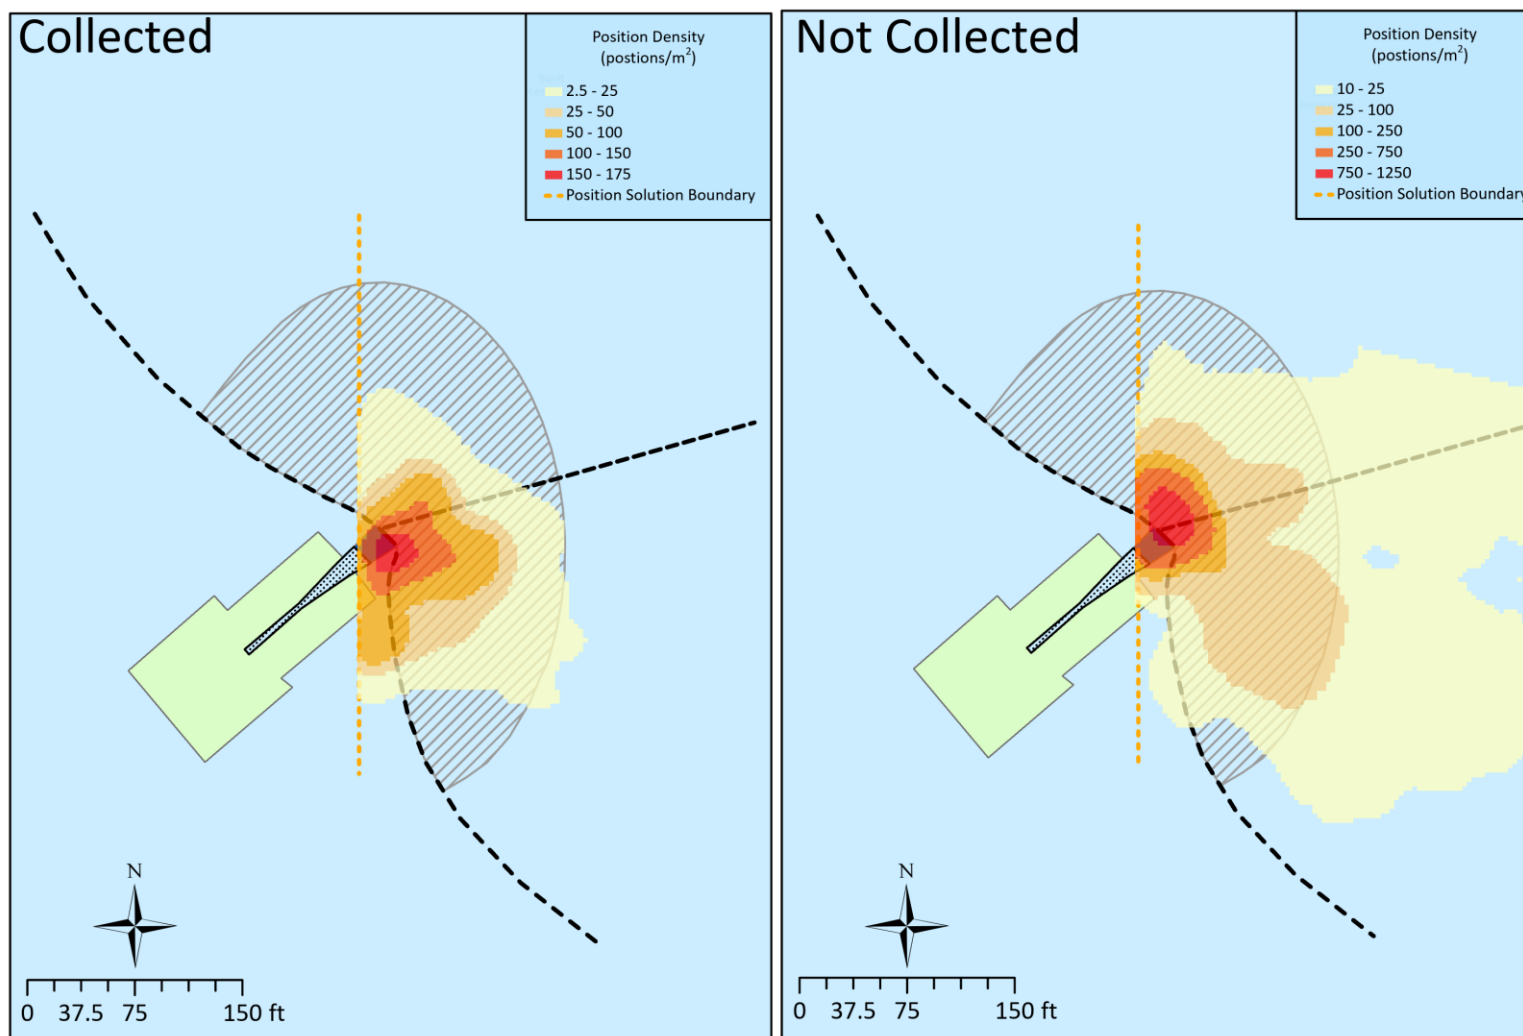 Collected
Position Density
(postions/m²)
2.5 - 25
25 - 50
50 - 100
100 - 150
150 - 175
Position Solution Boundary
N
0 37.5 75 150 ft
Not Collected
Position Density
(postions/m²)
10 - 25
25 - 100
100 - 250
250 - 750
750 - 1250
Position Solution Boundary
N
0 37.5 75 150 ft